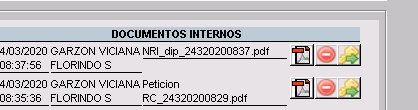 DOCUMENTOS INTERNOS
4/03/2020 GARZON VICIANA NRI_dip_24320200837.pdf
08:37:56 FLORINDO S
4/03/2020 GARZON VICIANA Peticion
08:35:36 FLORINDO S RC_24320200829.pdf